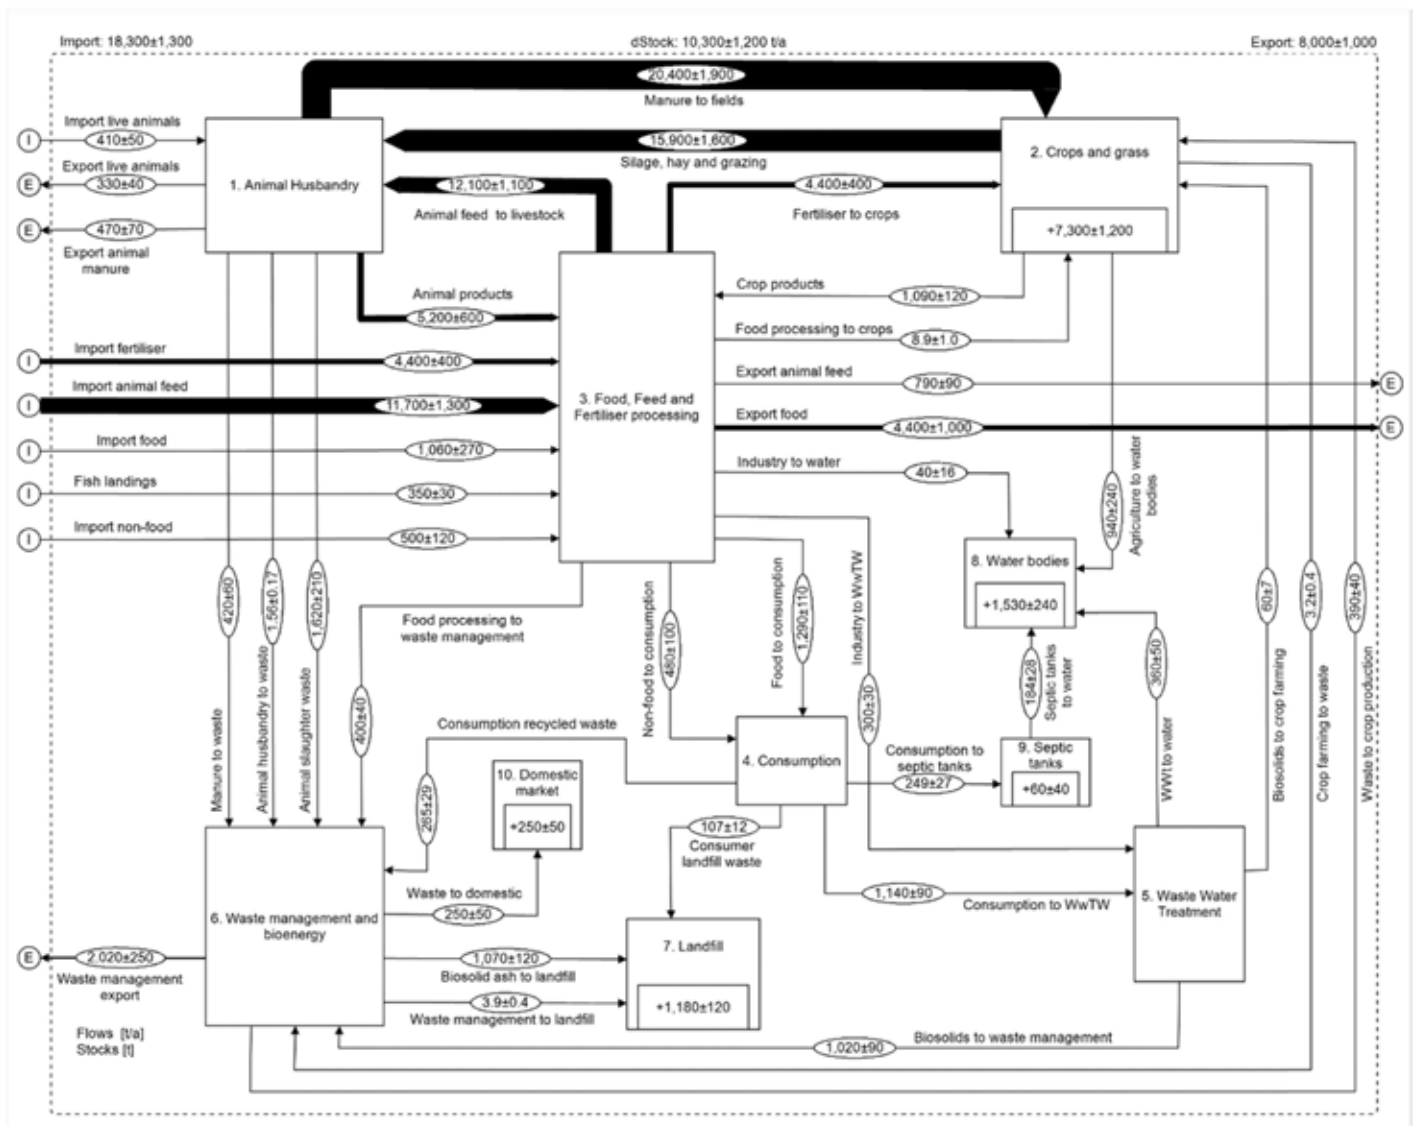 Import: 18,300±1,300
dStock: 10,300±1,200 t/a
Export: 8,000±1,000
20,400±1,900
Manure to fields
Import live animals
I
410±50
Export live animals
E
330±40
E
470±70
Export animal
manure
1. Animal Husbandry
15,900±1,600
Silage, hay and grazing
12,100±1,100
Animal feed to livestock
4,400±400
Fertiliser to crops
2. Crops and grass
+7,300±1,200
Animal products
5,200±600
Crop products
1,090±120
Food processing to crops
8.9±1.0
Import fertiliser
I
4,400±400
Import animal feed
I
11,700±1,300
Import food
I
1,060±270
Fish landings
I
350±30
Import non-food
I
500±120
3. Food, Feed and
Fertiliser processing
Export animal feed
790±90
E
Export food
4,400±1,000
E
Industry to water
40±16
940±240
Agriculture to water
bodies
8. Water bodies
+1,530±240
420±60
Manure to waste
1.56±0.17
Animal husbandry to waste
1,620±210
Animal slaughter waste
Food processing to
waste management
400±40
Non-food to consumption
480±100
Food to consumption
1,290±110
Industry to WwTW
300±30
184±28
Septic tanks
to water
360±50
WWt to water
60±7
Biosolids to crop farming
3.2±0.4
Crop farming to waste
390±40
Waste to crop production
Consumption recycled waste
265±29
10. Domestic
market
+250±50
4. Consumption
Consumption to
septic tanks
249±27
9. Septic
tanks
+60±40
107±12
Consumer
landfill waste
Waste to domestic
250±50
1,140±90
Consumption to WwTW
5. Waste Water
Treatment
6. Waste management and
bioenergy
7. Landfill
+1,180±120
1,070±120
Biosolid ash to landfill
3.9±0.4
Waste management to landfill
E
2,020±250
Waste management
export
Flows [t/a]
Stocks [t]
1,020±90
Biosolids to waste management